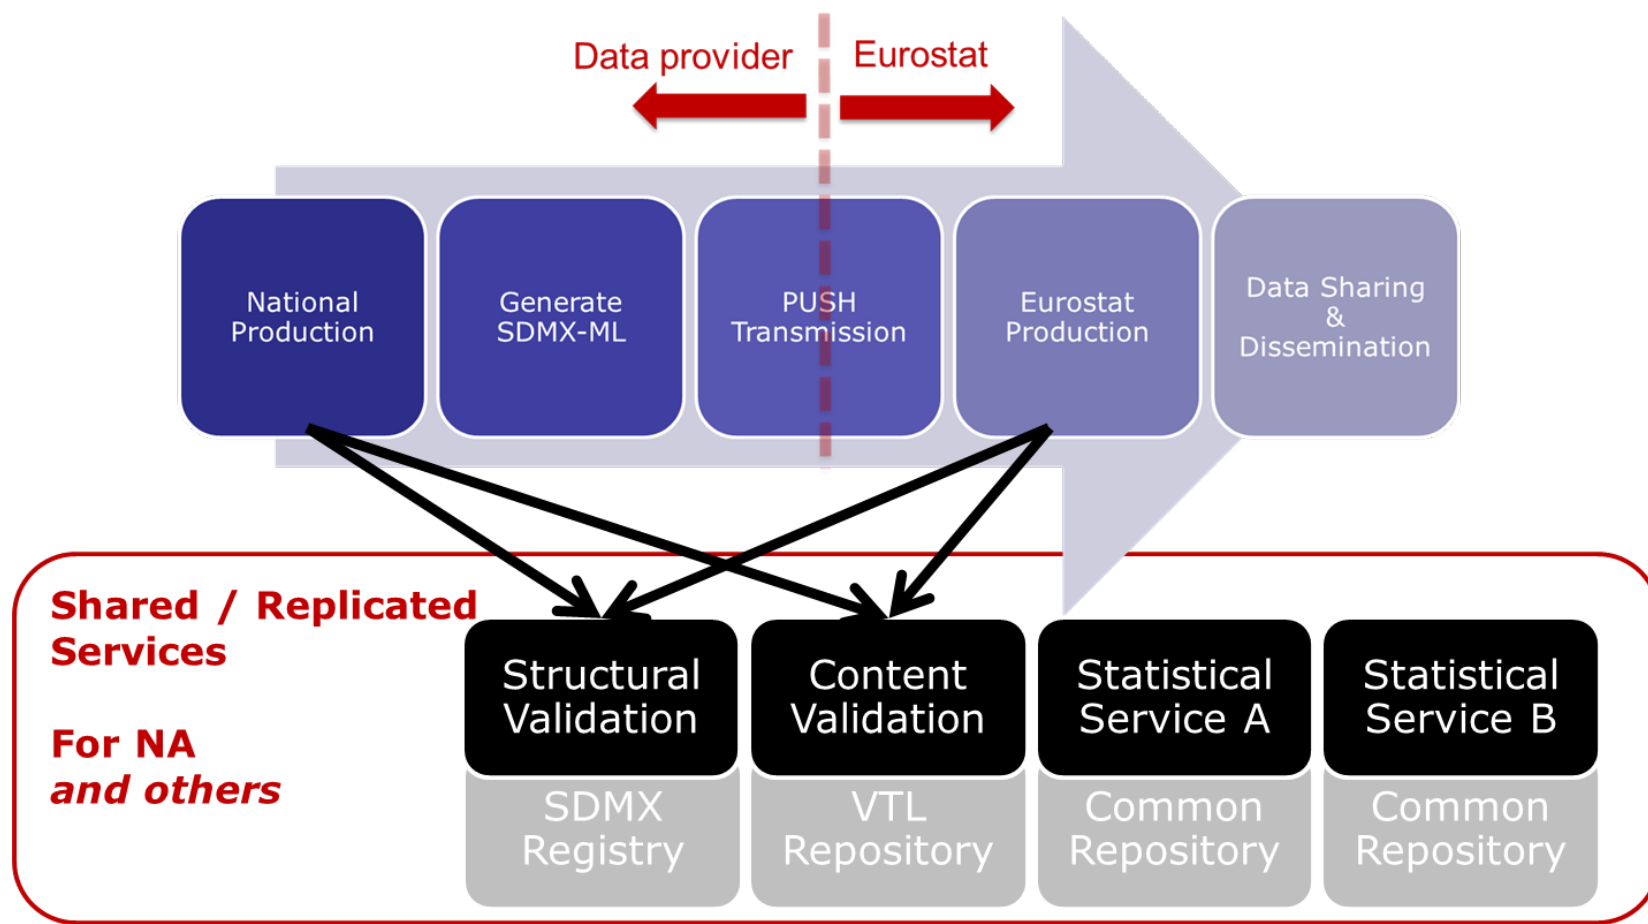 Data provider
Eurostat
National
Production
Generate
SDMX-ML
PUSH
Transmission
Eurostat
Production
Data Sharing
&
Dissemination
Shared / Replicated
Services
For NA
and others
Structural
Validation
Content
Validation
Statistical
Service A
Statistical
Service B
SDMX
Registry
VTL
Repository
Common
Repository
Common
Repository